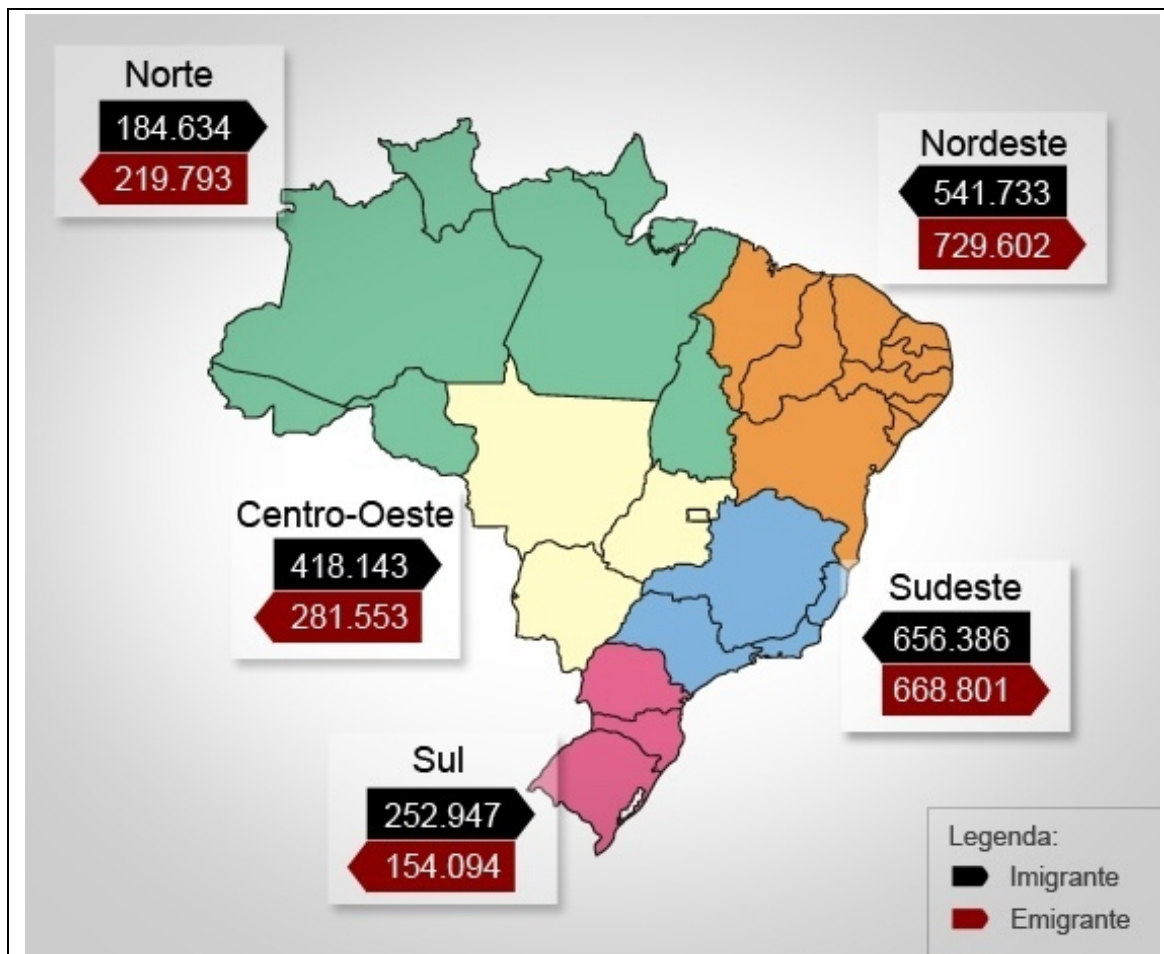 Norte
184.634
219.793
Nordeste
541.733
729.602
Centro-Oeste
418.143
281.553
Sudeste
656.386
668.801
Sul
252.947
154.094
Legenda:
Imigrante
Emigrante